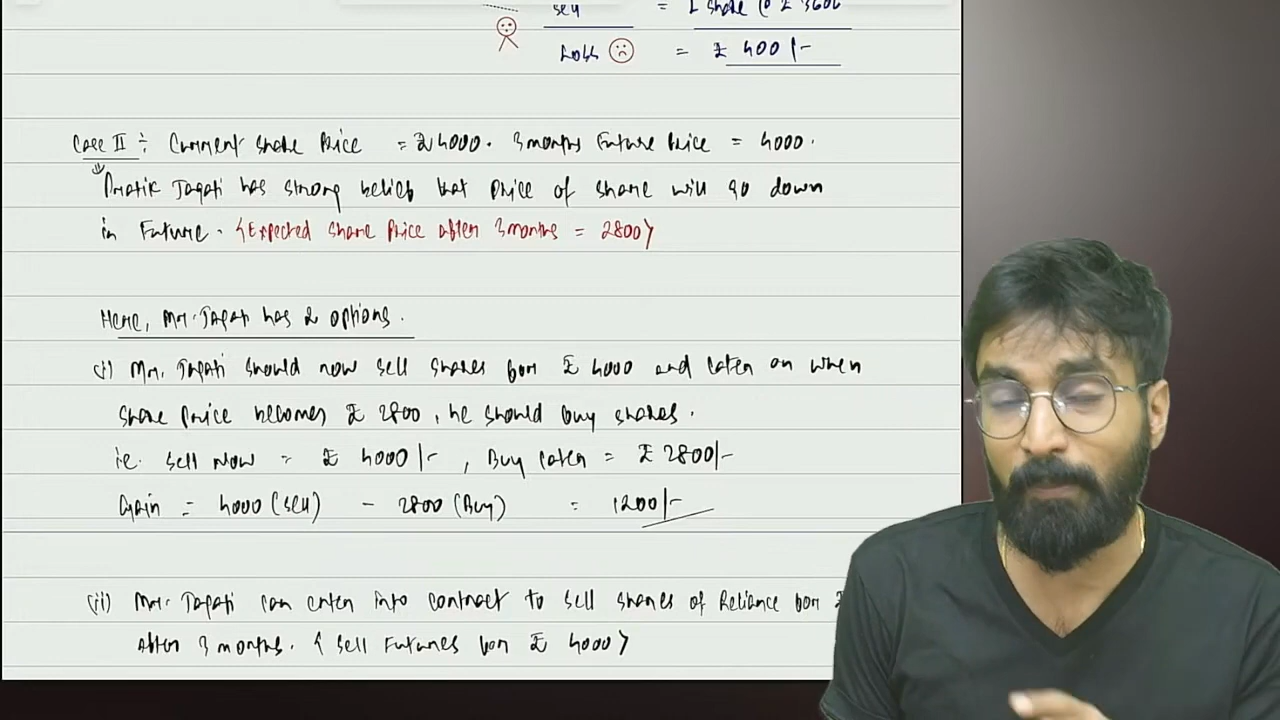 sell = 1 share @ ₹ 3600
Loss = ₹ 400/-
Case II ÷ Current share Price = ₹ 4000. 3 months Future Price = 4000.
Pratik Jagati has strong belief that price of share will go down
in Future. {Expected share Price after 3 months = 2800}
Here, Mr. Jagati has 2 options.
(i) Mr. Jagati should now sell shares for ₹ 4000 and later on when
share price becomes ₹ 2800, he should buy shares.
i.e. sell now = ₹ 4000/-, Buy later = ₹ 2800/-
Gain = 4000 (sell) - 2800 (Buy) = 1200/-
(ii) Mr. Jagati can enter into contract to sell shares of Reliance for ₹
After 3 months. { sell Futures for ₹ 4000}